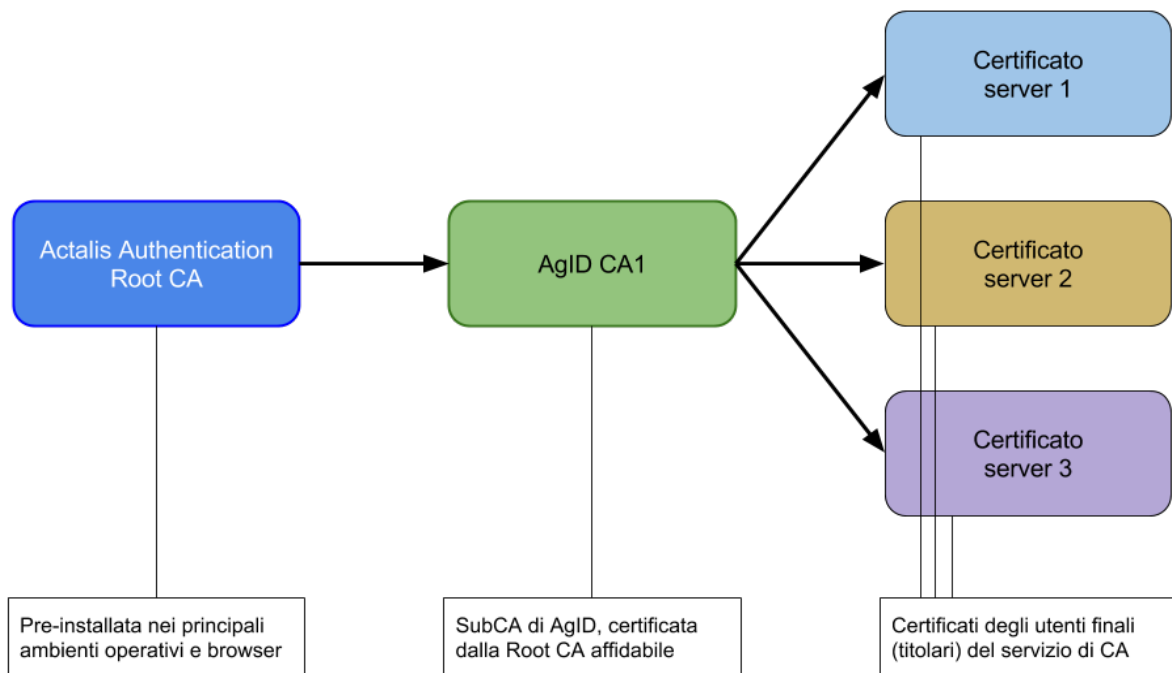 Certificato
server 1
Actalis Authentication
Root CA
AgID CA1
Certificato
server 2
Certificato
server 3
Pre-installata nei principali
ambienti operativi e browser
SubCA di AgID, certificata
dalla Root CA affidabile
Certificati degli utenti finali
(titolari) del servizio di CA